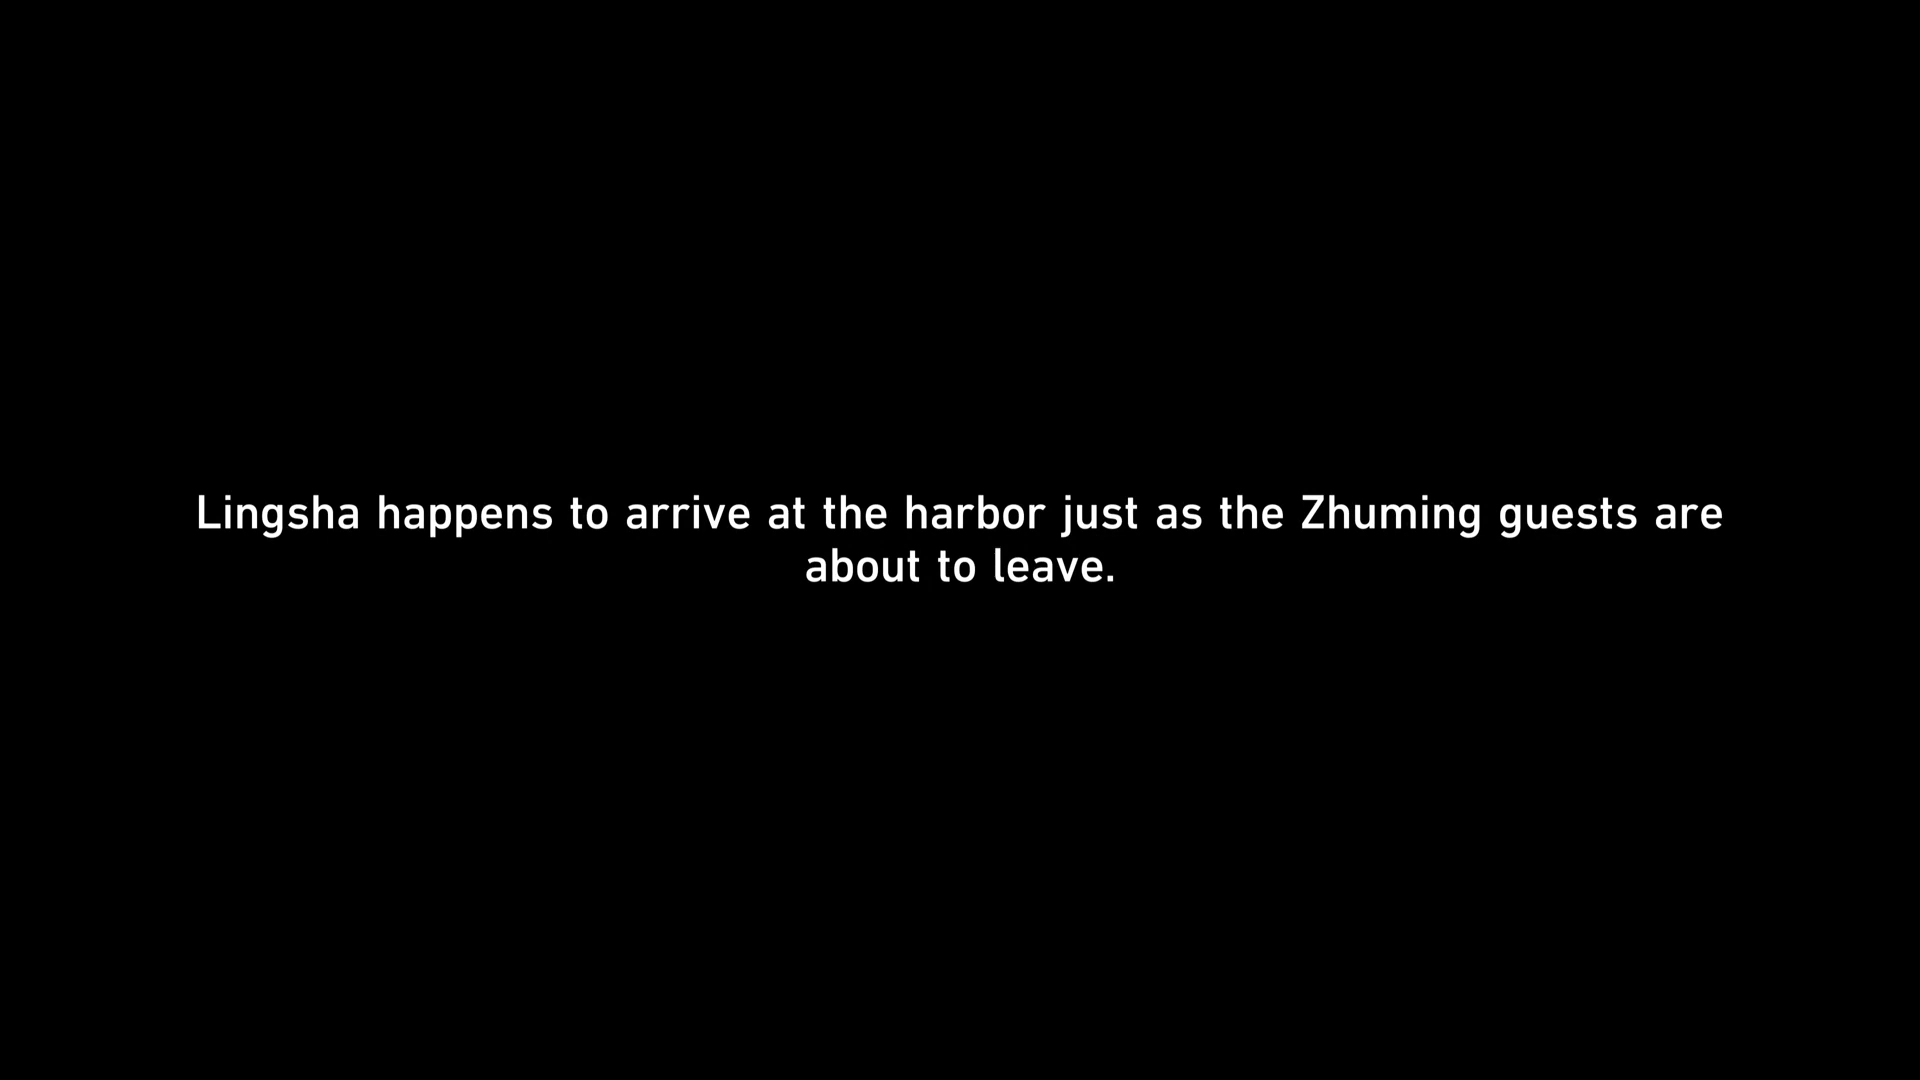 Lingsha happens to arrive at the harbor just as the Zhuming guests are
about to leave.